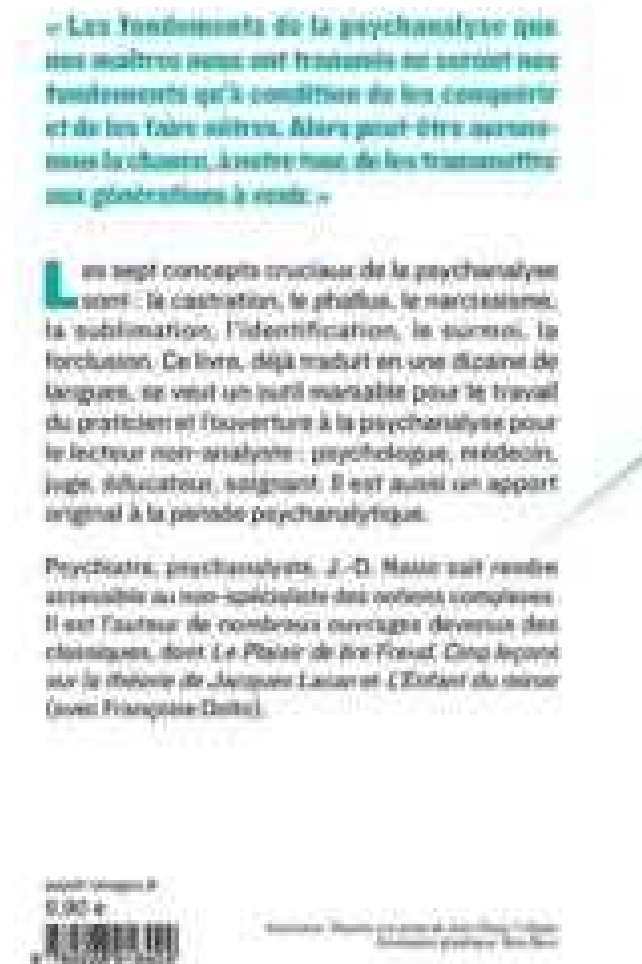 « Les fondements de la psychanalyse que
nos maîtres nous ont transmis ne seront nos
fondements qu'à condition de les conquérir
et de les faire nôtres. Alors peut-être aurons-
nous la chance, à notre tour, de les transmettre
aux générations à venir. »
Les sept concepts cruciaux de la psychanalyse
sont : la castration, le phallus, le narcissisme,
la sublimation, l'identification, le surmoi, la
forclusion. Ce livre, déjà traduit en une dizaine de
langues, se veut un outil maniable pour le travail
du praticien et l'ouverture à la psychanalyse pour
le lecteur non-analyste : psychologue, médecin,
juge, éducateur, soignant. Il est aussi un apport
original à la pensée psychanalytique.
Psychiatre, psychanalyste, J.-D. Nasio sait rendre
accessible au non-spécialiste des notions complexes.
Il est l'auteur de nombreux ouvrages devenus des
classiques, dont Le Plaisir de lire Freud, Cinq leçons
sur la théorie de Jacques Lacan et L'Enfant du miroir
(avec Françoise Dolto).
payot-rivages.fr